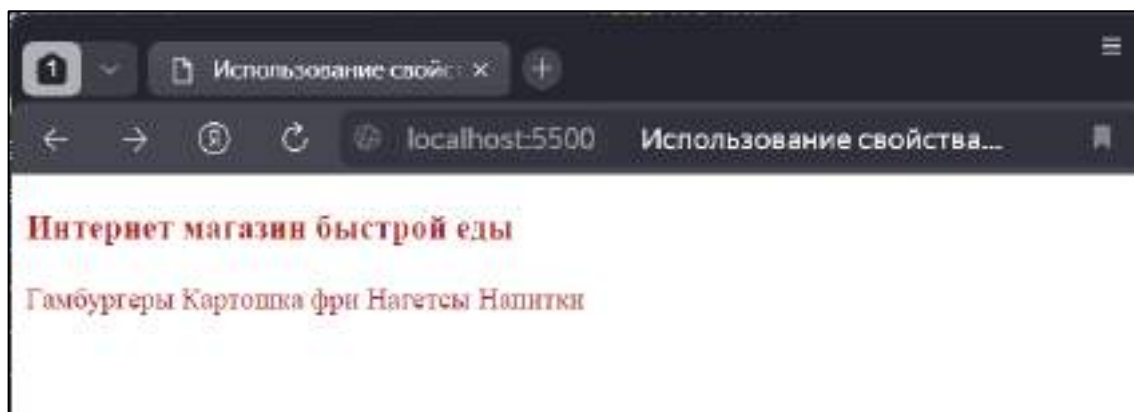 1 Использование свойс
localhost:5500 Использование свойства...
Интернет магазин быстрой еды
Гамбургеры Картошка фри Нагетсы Напитки